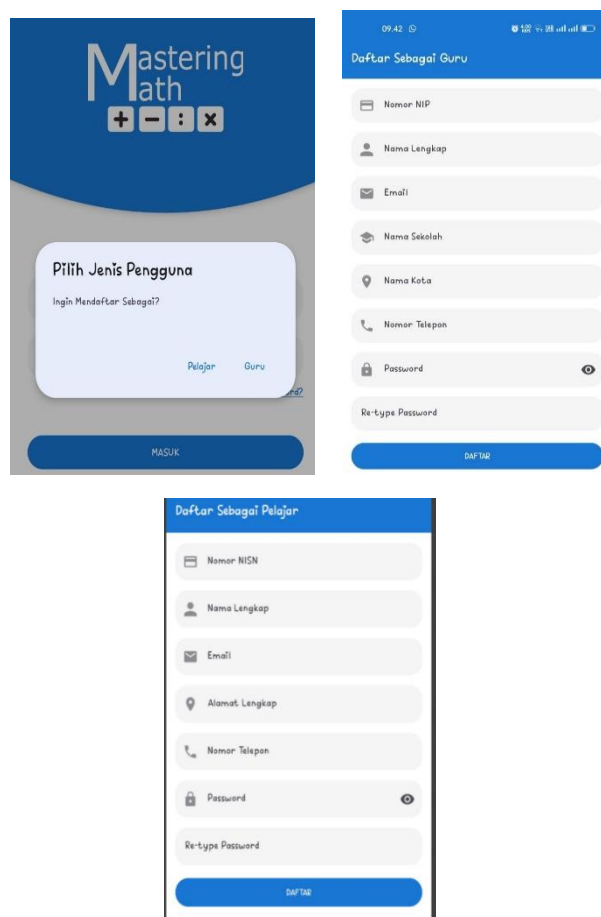 Mastering
Math
+ − : ×
Pilih Jenis Pengguna
Ingin Mendaftar Sebagai?
Pelajar Guru
MASUK
09.42
Daftar Sebagai Guru
Nomor NIP
Nama Lengkap
Email
Nama Sekolah
Nama Kota
Nomor Telepon
Password
Re-type Password
DAFTAR
Daftar Sebagai Pelajar
Nomor NISN
Nama Lengkap
Email
Alamat Lengkap
Nomor Telepon
Password
Re-type Password
DAFTAR